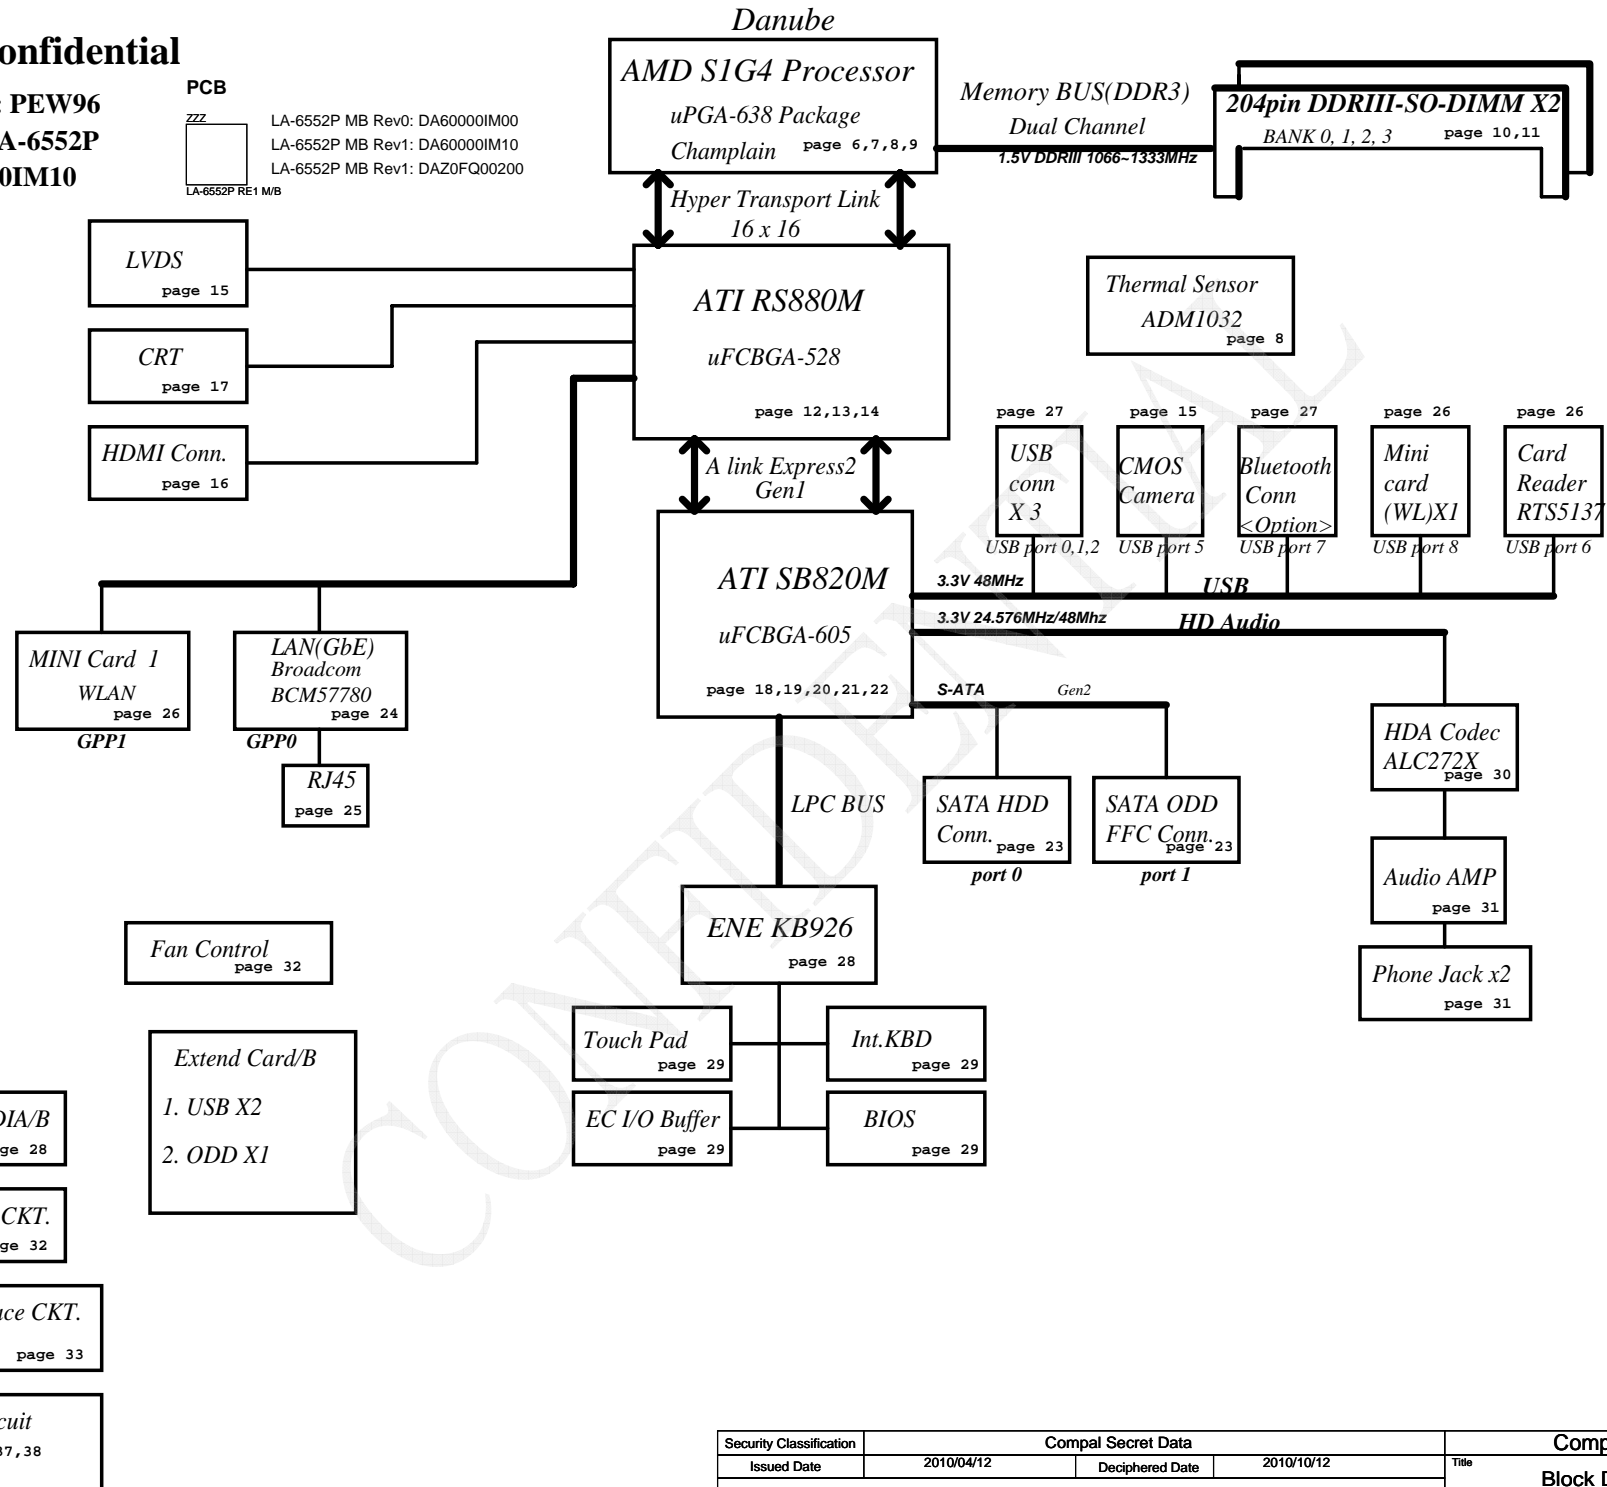 Danube
onfidential
: PEW96
A-6552P
0IM10
PCB
ZZZ
LA-6552P RE1 M/B
LA-6552P MB Rev0: DA60000IM00
LA-6552P MB Rev1: DA60000IM10
LA-6552P MB Rev1: DAZ0FQ00200
AMD S1G4 Processor
uPGA-638 Package
Champlain page 6,7,8,9
Memory BUS(DDR3)
Dual Channel
1.5V DDRIII 1066~1333MHz
204pin DDRIII-SO-DIMM X2
BANK 0, 1, 2, 3 page 10,11
Hyper Transport Link
16 x 16
LVDS
page 15
CRT
page 17
HDMI Conn.
page 16
ATI RS880M
uFCBGA-528
page 12,13,14
Thermal Sensor
ADM1032
page 8
A link Express2
Gen1
page 27
USB
conn
X 3
USB port 0,1,2
page 15
CMOS
Camera
USB port 5
page 27
Bluetooth
Conn
<Option>
USB port 7
page 26
Mini
card
(WL)X1
USB port 8
page 26
Card
Reader
RTS5137
USB port 6
ATI SB820M
uFCBGA-605
page 18,19,20,21,22
3.3V 48MHz
USB
3.3V 24.576MHz/48Mhz
HD Audio
S-ATA
Gen2
MINI Card 1
WLAN
page 26
GPP1
LAN(GbE)
Broadcom
BCM57780
page 24
GPP0
RJ45
page 25
LPC BUS
SATA HDD
Conn.
page 23
port 0
SATA ODD
FFC Conn.
page 23
port 1
HDA Codec
ALC272X
page 30
Audio AMP
page 31
Phone Jack x2
page 31
ENE KB926
page 28
Fan Control
page 32
Touch Pad
page 29
Int.KBD
page 29
EC I/O Buffer
page 29
BIOS
page 29
Extend Card/B
1. USB X2
2. ODD X1
DIA/B
ge 28
CKT.
ge 32
ace CKT.
page 33
cuit
37,38
CONFIDENTIAL
Security Classification
Compal Secret Data
Issued Date
2010/04/12
Deciphered Date
2010/10/12
Comp
Title
Block D